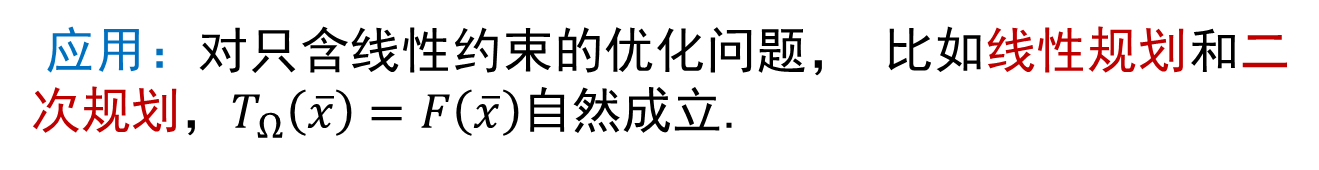 应用：对只含线性约束的优化问题， 比如线性规划和二
次规划，$T_{\Omega}(\bar{x}) = F(\bar{x})$自然成立.